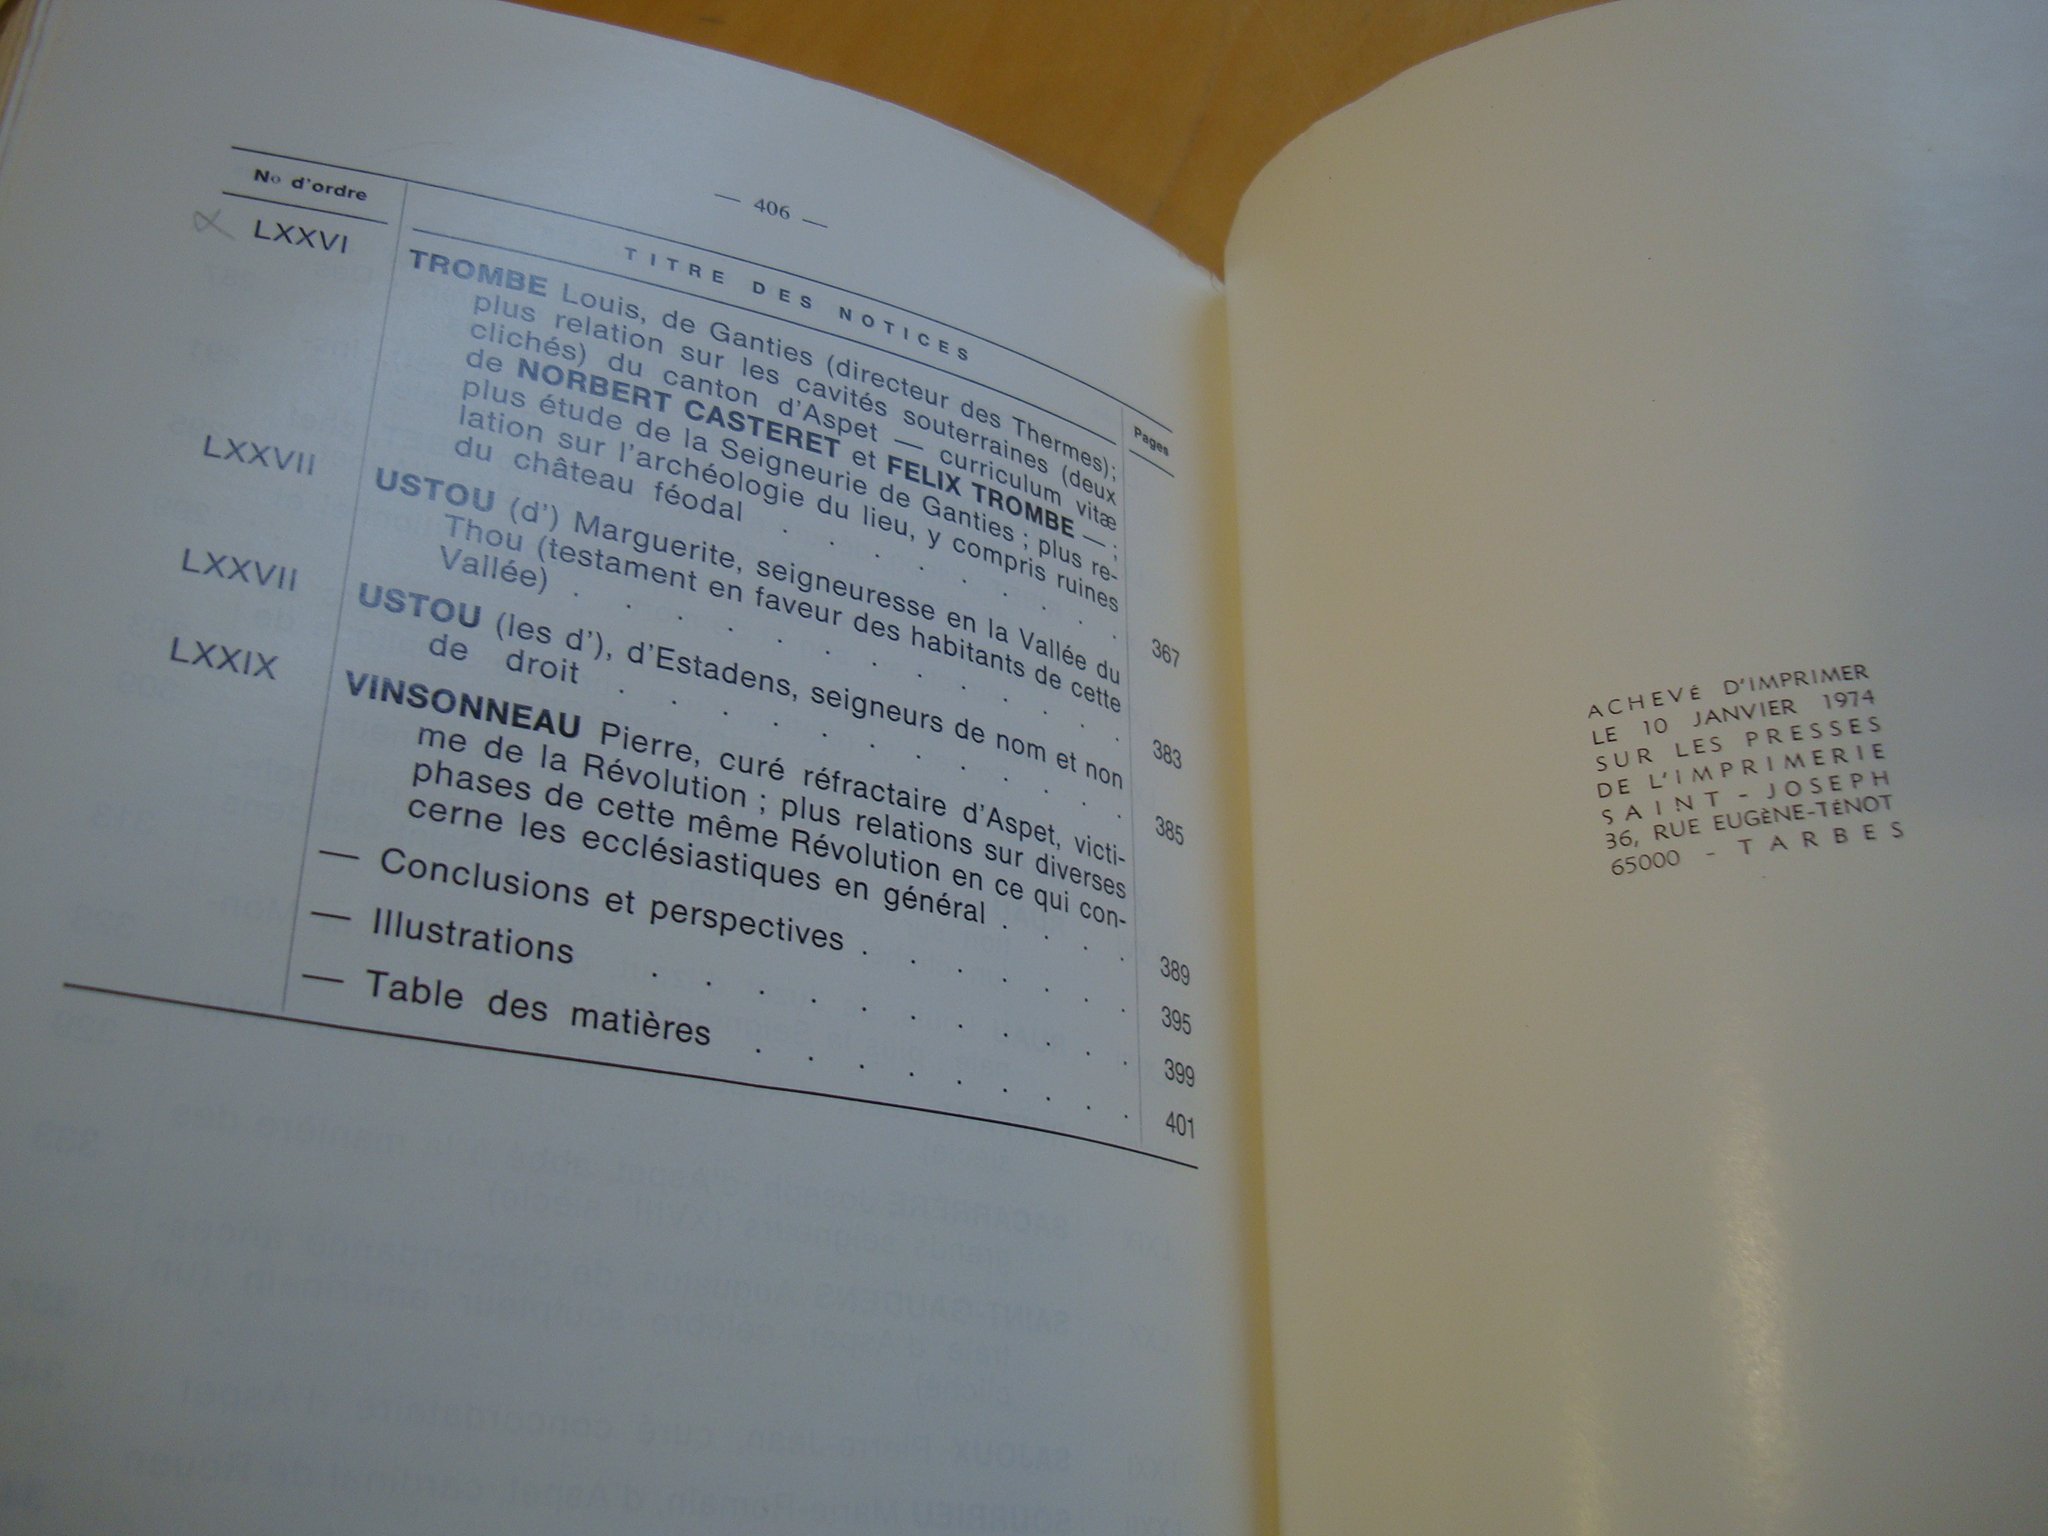 — 406 —
No d'ordre
TITRE DES NOTICES
Pages
LXXVI
TROMBE Louis, de Ganties (directeur des Thermes);
plus relation sur les cavités souterraines (deux
clichés) du canton d'Aspet — curriculum vitæ
de NORBERT CASTERET et FELIX TROMBE — ;
plus étude de la Seigneurie de Ganties ; plus re-
lation sur l'archéologie du lieu, y compris ruines
du château féodal . . . . . . . . 367
LXXVII
USTOU (d') Marguerite, seigneuresse en la Vallée du
Thou (testament en faveur des habitants de cette
Vallée) . . . . . . . . . . . 383
LXXVII
USTOU (les d'), d'Estadens, seigneurs de nom et non
de droit . . . . . . . . . . 385
LXXIX
VINSONNEAU Pierre, curé réfractaire d'Aspet, victi-
me de la Révolution ; plus relations sur diverses
phases de cette même Révolution en ce qui con-
cerne les ecclésiastiques en général . . . . 389
— Conclusions et perspectives . . . . . . 395
— Illustrations . . . . . . . . . . 399
— Table des matières . . . . . . . . 401
ACHEVé D'IMPRIMER
LE 10 JANVIER 1974
SUR LES PRESSES
DE L'IMPRIMERIE
SAINT - JOSEPH
36, RUE EUGèNE-TéNOT
65000 - TARBES